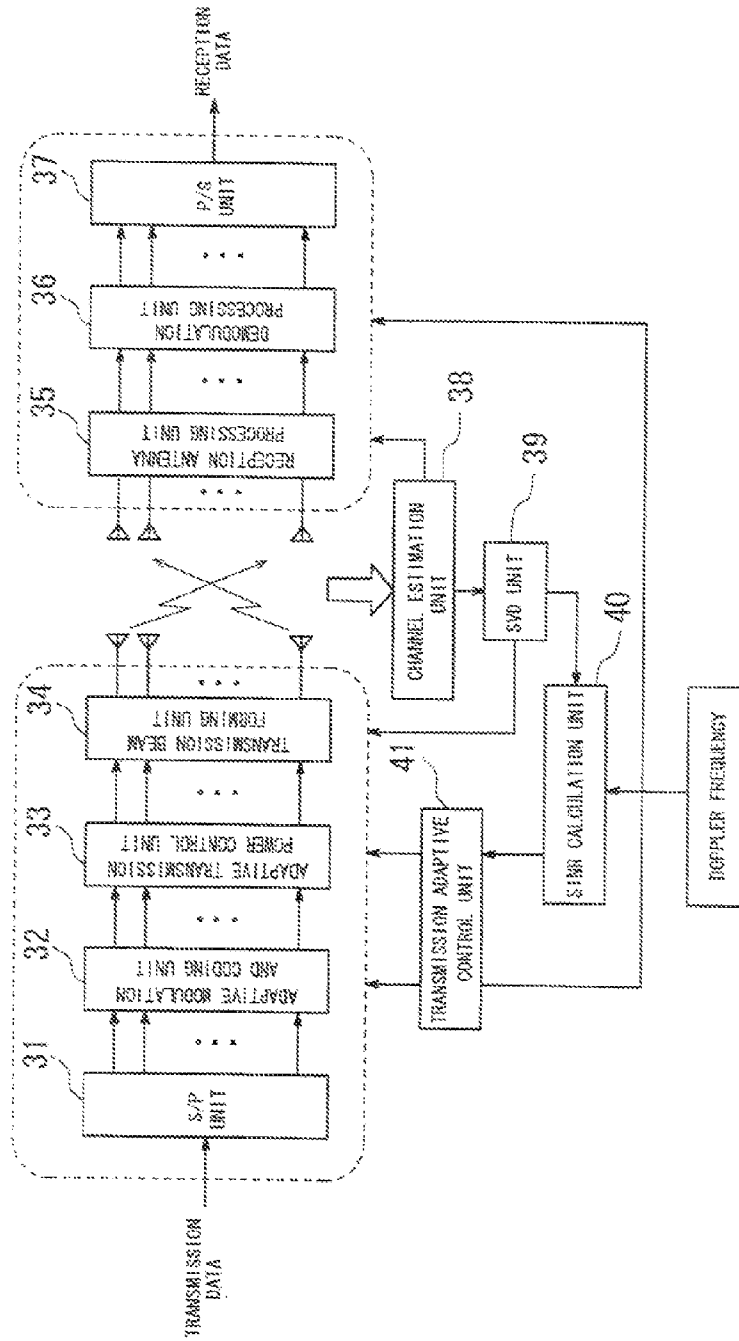 TRANSMISSION
DATA
31
S/P
UNIT
32
ADAPTIVE MODULATION
AND CODING UNIT
33
ADAPTIVE TRANSMISSION
POWER CONTROL UNIT
34
TRANSMISSION BEAM
FORMING UNIT
35
RECEPTION ANTENNA
PROCESSING UNIT
36
DEMODULATION
PROCESSING UNIT
37
P/S
UNIT
RECEPTION
DATA
CHANNEL ESTIMATION
UNIT
38
SVD UNIT
39
SINR CALCULATION UNIT
40
TRANSMISSION ADAPTIVE
CONTROL UNIT
41
DOPPLER FREQUENCY